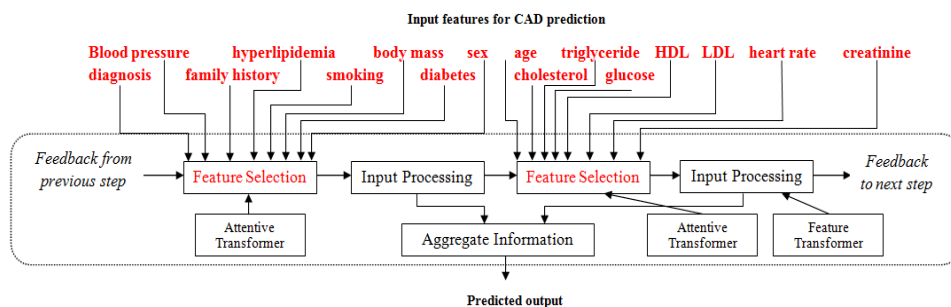 Input features for CAD prediction
Blood pressure hyperlipidemia body mass sex age triglyceride HDL LDL heart rate creatinine
diagnosis family history smoking diabetes cholesterol glucose
Feedback from
previous step
Feature Selection
Input Processing
Feature Selection
Input Processing
Feedback
to next step
Attentive
Transformer
Aggregate Information
Attentive
Transformer
Feature
Transformer
Predicted output